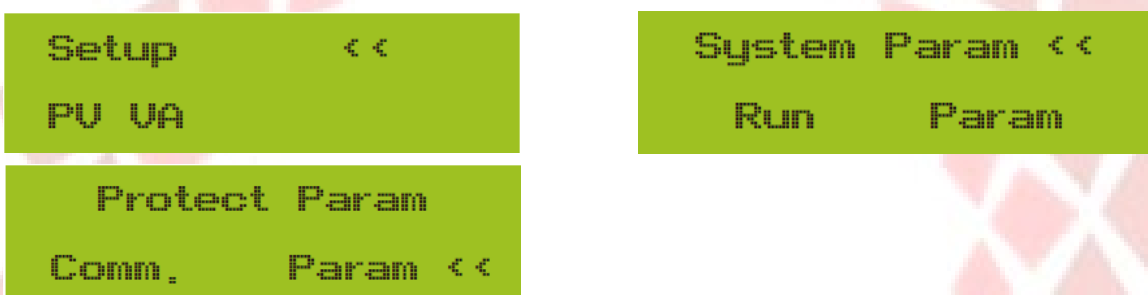 Setup <<
PV VA
System Param <<
Run Param
Protect Param
Comm. Param <<